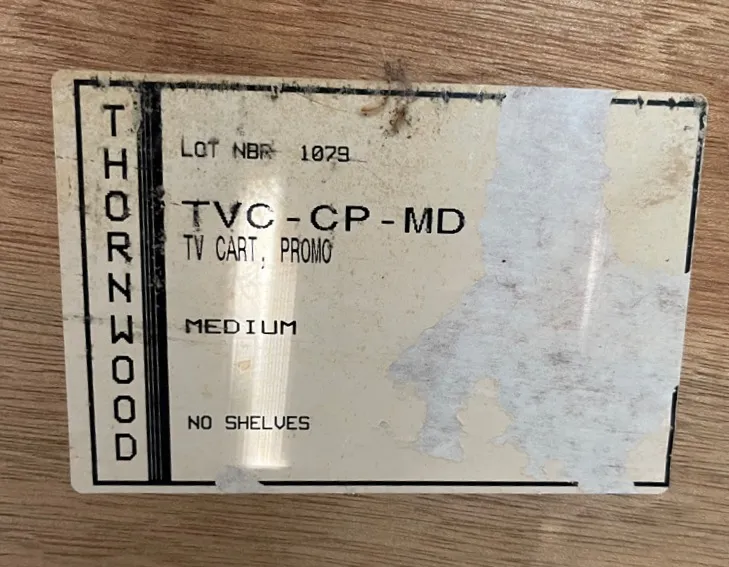 THORNWOOD
LOT NBR 1079
TVC-CP-MD
TV CART, PROMO
MEDIUM
NO SHELVES